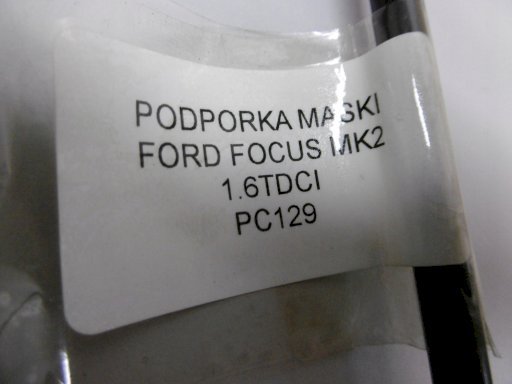 PODPORKA MASKI
FORD FOCUS MK2
1.6TDCI
PC129